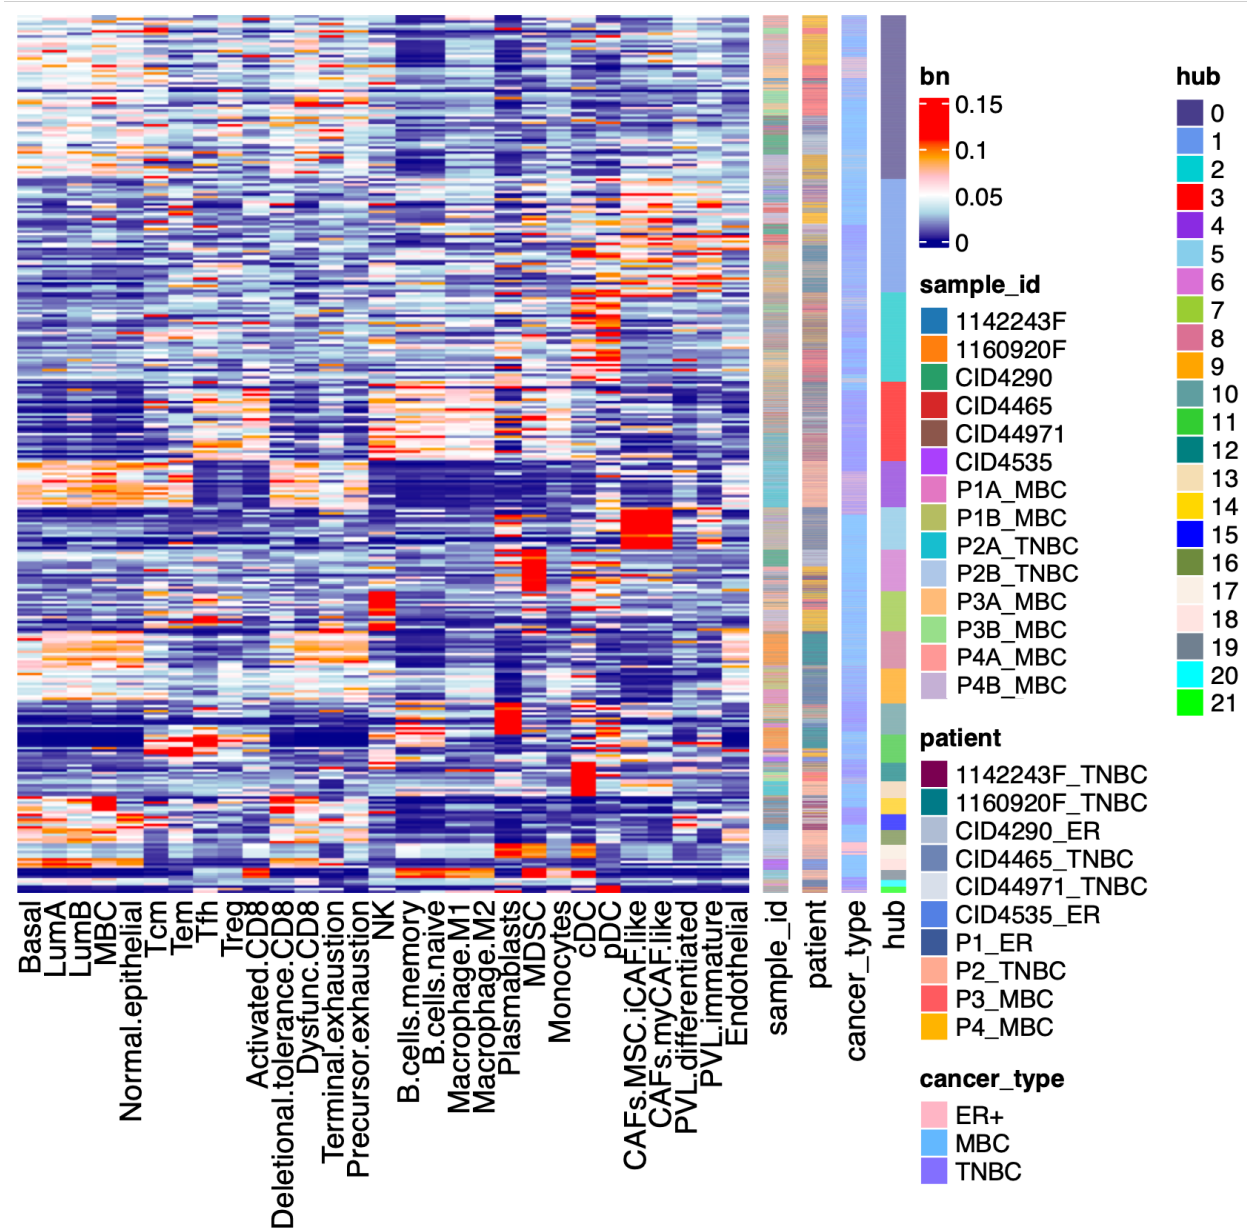 bn
0.15
0.1
0.05
0
hub
0
1
2
3
4
5
6
7
8
9
10
11
12
13
14
15
16
17
18
19
20
21
sample_id
1142243F
1160920F
CID4290
CID4465
CID44971
CID4535
P1A_MBC
P1B_MBC
P2A_TNBC
P2B_TNBC
P3A_MBC
P3B_MBC
P4A_MBC
P4B_MBC
patient
1142243F_TNBC
1160920F_TNBC
CID4290_ER
CID4465_TNBC
CID44971_TNBC
CID4535_ER
P1_ER
P2_TNBC
P3_MBC
P4_MBC
cancer_type
ER+
MBC
TNBC
Basal
LumA
LumB
MBC
Normal.epithelial
Tcm
Tem
Tfh
Treg
Activated.CD8
Deletional.tolerance.CD8
Dysfunc.CD8
Terminal.exhaustion
Precursor.exhaustion
NK
B.cells.memory
B.cells.naive
Macrophage.M1
Macrophage.M2
Plasmablasts
MDSC
Monocytes
cDC
pDC
CAFs.MSC.iCAF.like
CAFs.myCAF.like
PVL.differentiated
PVL.immature
Endothelial
sample_id
patient
cancer_type
hub